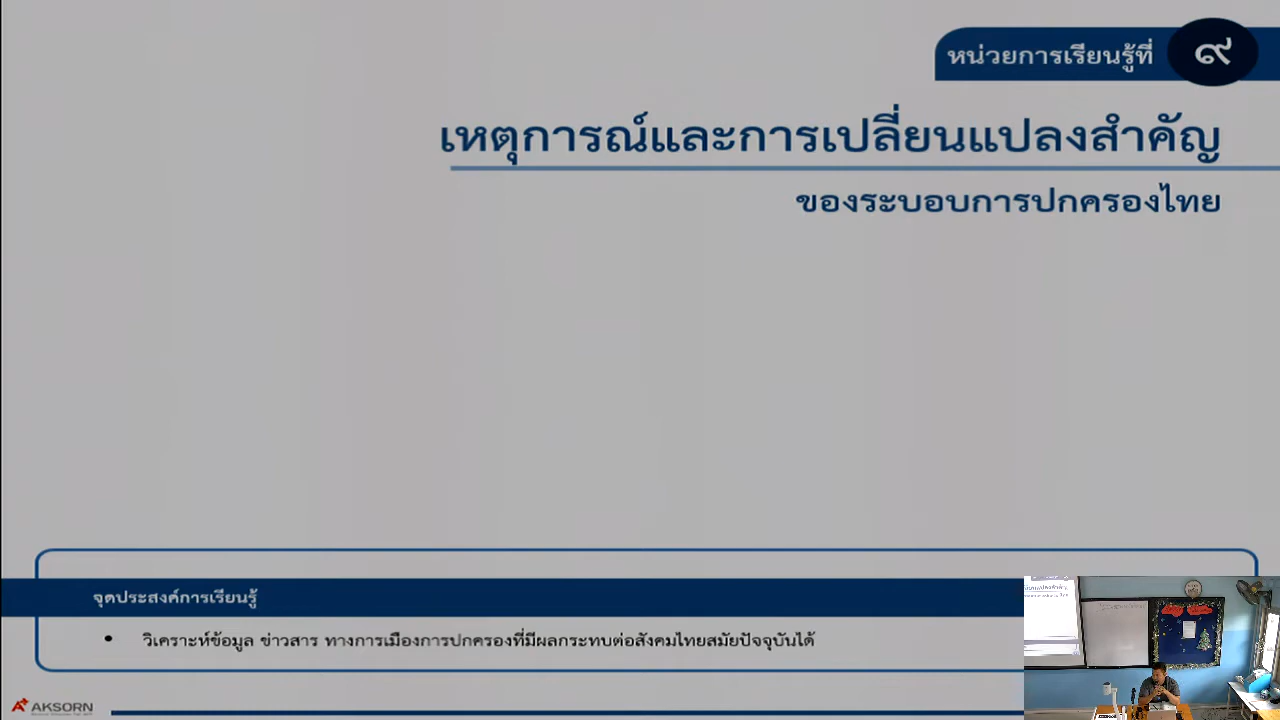 หน่วยการเรียนรู้ที่ ๙
เหตุการณ์และการเปลี่ยนแปลงสำคัญ
ของระบอบการปกครองไทย
จุดประสงค์การเรียนรู้
• วิเคราะห์ข้อมูล ข่าวสาร ทางการเมืองการปกครองที่มีผลกระทบต่อสังคมไทยสมัยปัจจุบันได้
AKSORN